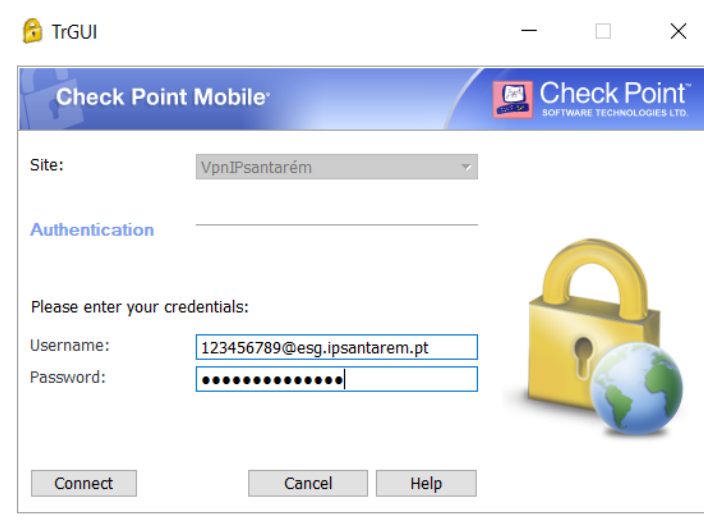 TrGUI
Check Point Mobile
Check Point™
SOFTWARE TECHNOLOGIES LTD.
Site:
VpnIPsantarém
Authentication
Please enter your credentials:
Username:
123456789@esg.ipsantarem.pt
Password:
●●●●●●●●●●●●●●
Connect
Cancel
Help